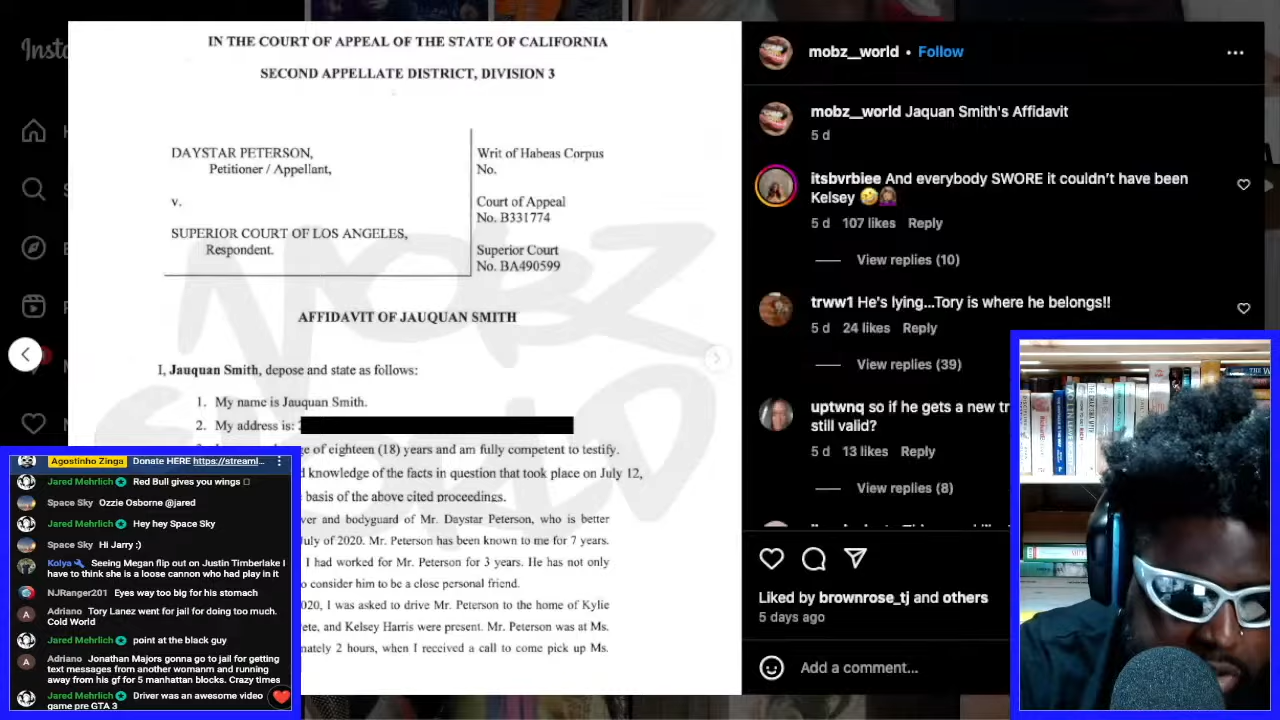 Insta
IN THE COURT OF APPEAL OF THE STATE OF CALIFORNIA
SECOND APPELLATE DISTRICT, DIVISION 3
DAYSTAR PETERSON,
Petitioner / Appellant,
v.
SUPERIOR COURT OF LOS ANGELES,
Respondent.
Writ of Habeas Corpus
No.
Court of Appeal
No. B331774
Superior Court
No. BA490599
AFFIDAVIT OF JAUQUAN SMITH
I, Jauquan Smith, depose and state as follows:
1. My name is Jauquan Smith.
2. My address is:
ge of eighteen (18) years and am fully competent to testify.
d knowledge of the facts in question that took place on July 12,
basis of the above cited proceedings.
ver and bodyguard of Mr. Daystar Peterson, who is better
uly of 2020. Mr. Peterson has been known to me for 7 years.
I had worked for Mr. Peterson for 3 years. He has not only
o consider him to be a close personal friend.
020, I was asked to drive Mr. Peterson to the home of Kylie
ete, and Kelsey Harris were present. Mr. Peterson was at Ms.
nately 2 hours, when I received a call to come pick up Ms.
MOBZ
WORLD
mobz__world • Follow
mobz__world Jaquan Smith's Affidavit
5 d
itsbvrbiee And everybody SWORE it couldn't have been
Kelsey 🤣🤦🏾‍♀️
5 d 107 likes Reply
View replies (10)
trww1 He's lying...Tory is where he belongs!!
5 d 24 likes Reply
View replies (39)
uptwnq so if he gets a new tr
still valid?
5 d 13 likes Reply
View replies (8)
Liked by brownrose_tj and others
5 days ago
Add a comment...
Agostinho Zinga Donate HERE https://streaml...
Jared Mehrlich Red Bull gives you wings
Space Sky Ozzie Osborne @jared
Jared Mehrlich Hey hey Space Sky
Space Sky Hi Jarry :)
Kolya Seeing Megan flip out on Justin Timberlake I
have to think she is a loose cannon who had play in it
NJRanger201 Eyes way too big for his stomach
Adriano Tory Lanez went for jail for doing too much.
Cold World
Jared Mehrlich point at the black guy
Adriano Jonathan Majors gonna go to jail for getting
text messages from another womanm and running
away from his gf for 5 manhattan blocks. Crazy times
Jared Mehrlich Driver was an awesome video
game pre GTA 3